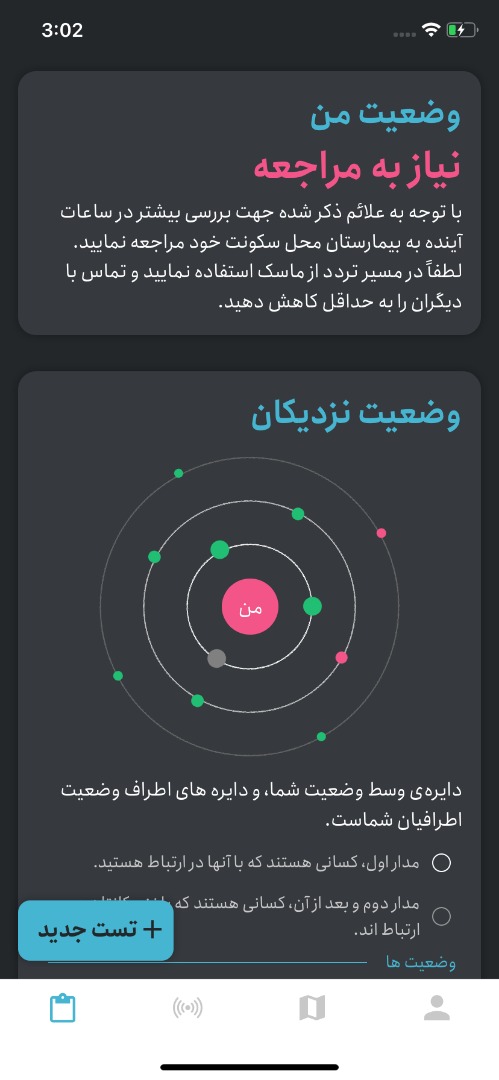 3:02
وضعیت من
نیاز به مراجعه
با توجه به علائم ذکر شده جهت بررسی بیشتر در ساعات
آینده به بیمارستان محل سکونت خود مراجعه نمایید.
لطفاً در مسیر تردد از ماسک استفاده نمایید و تماس با
دیگران را به حداقل کاهش دهید.
وضعیت نزدیکان
من
دایره‌ی وسط وضعیت شما، و دایره های اطراف وضعیت
اطرافیان شماست.
مدار اول، کسانی هستند که با آنها در ارتباط هستید.
مدار دوم و بعد از آن، کسانی هستند که با
ارتباط اند.
+ تست جدید
وضعیت ها